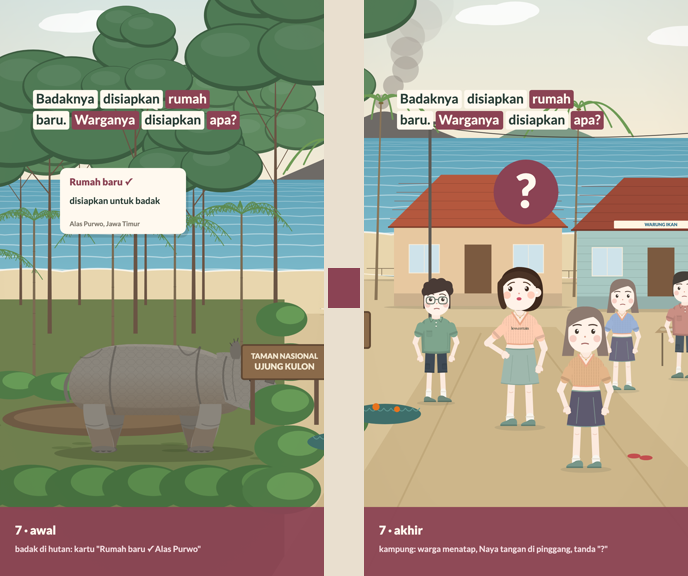 Badaknya disiapkan rumah
baru. Warganya disiapkan apa?
Rumah baru ✓
disiapkan untuk badak
Alas Purwo, Jawa Timur
TAMAN NASIONAL
UJUNG KULON
7 · awal
badak di hutan: kartu "Rumah baru ✓ Alas Purwo"
Badaknya disiapkan rumah
baru. Warganya disiapkan apa?
?
WARUNG IKAN
7 · akhir
kampung: warga menatap, Naya tangan di pinggang, tanda "?"